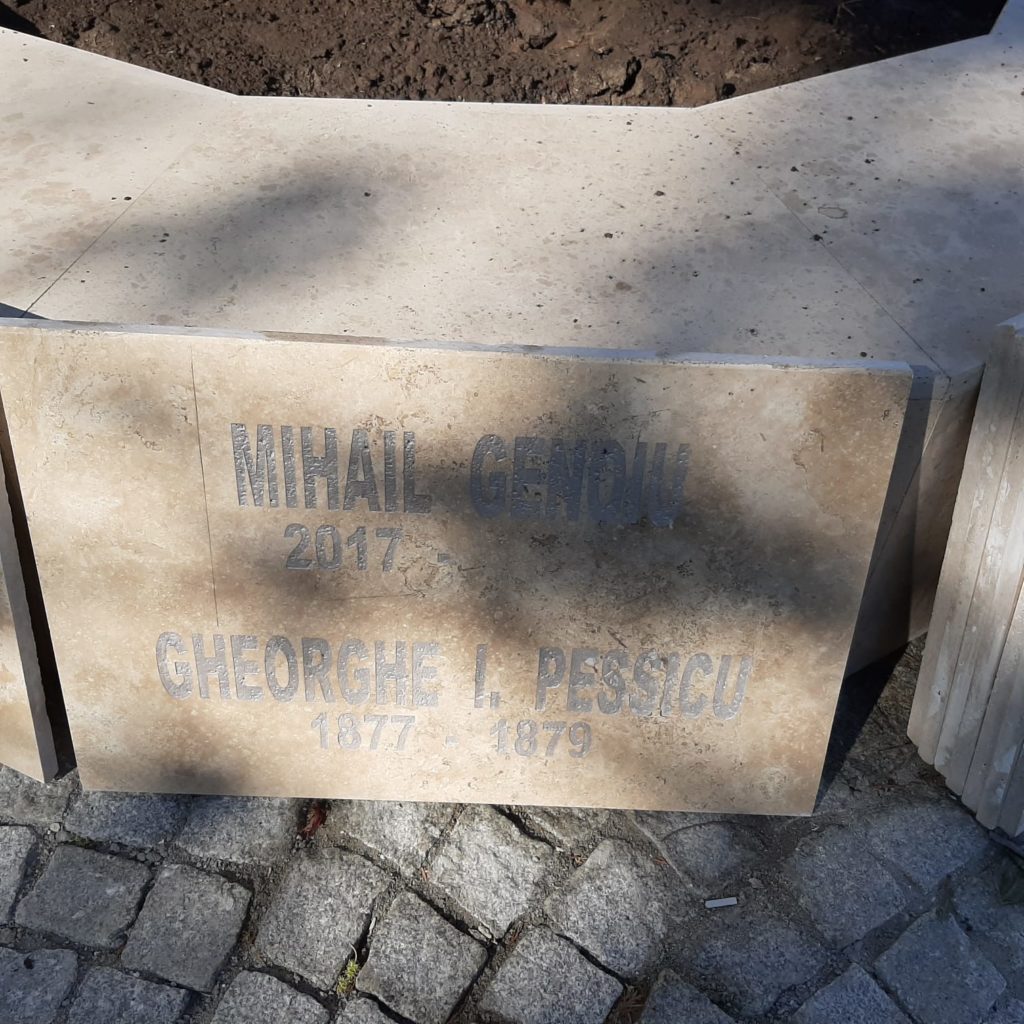 MIHAIL GENOIU
2017 -
GHEORGHE I. PESSICU
1877 - 1879